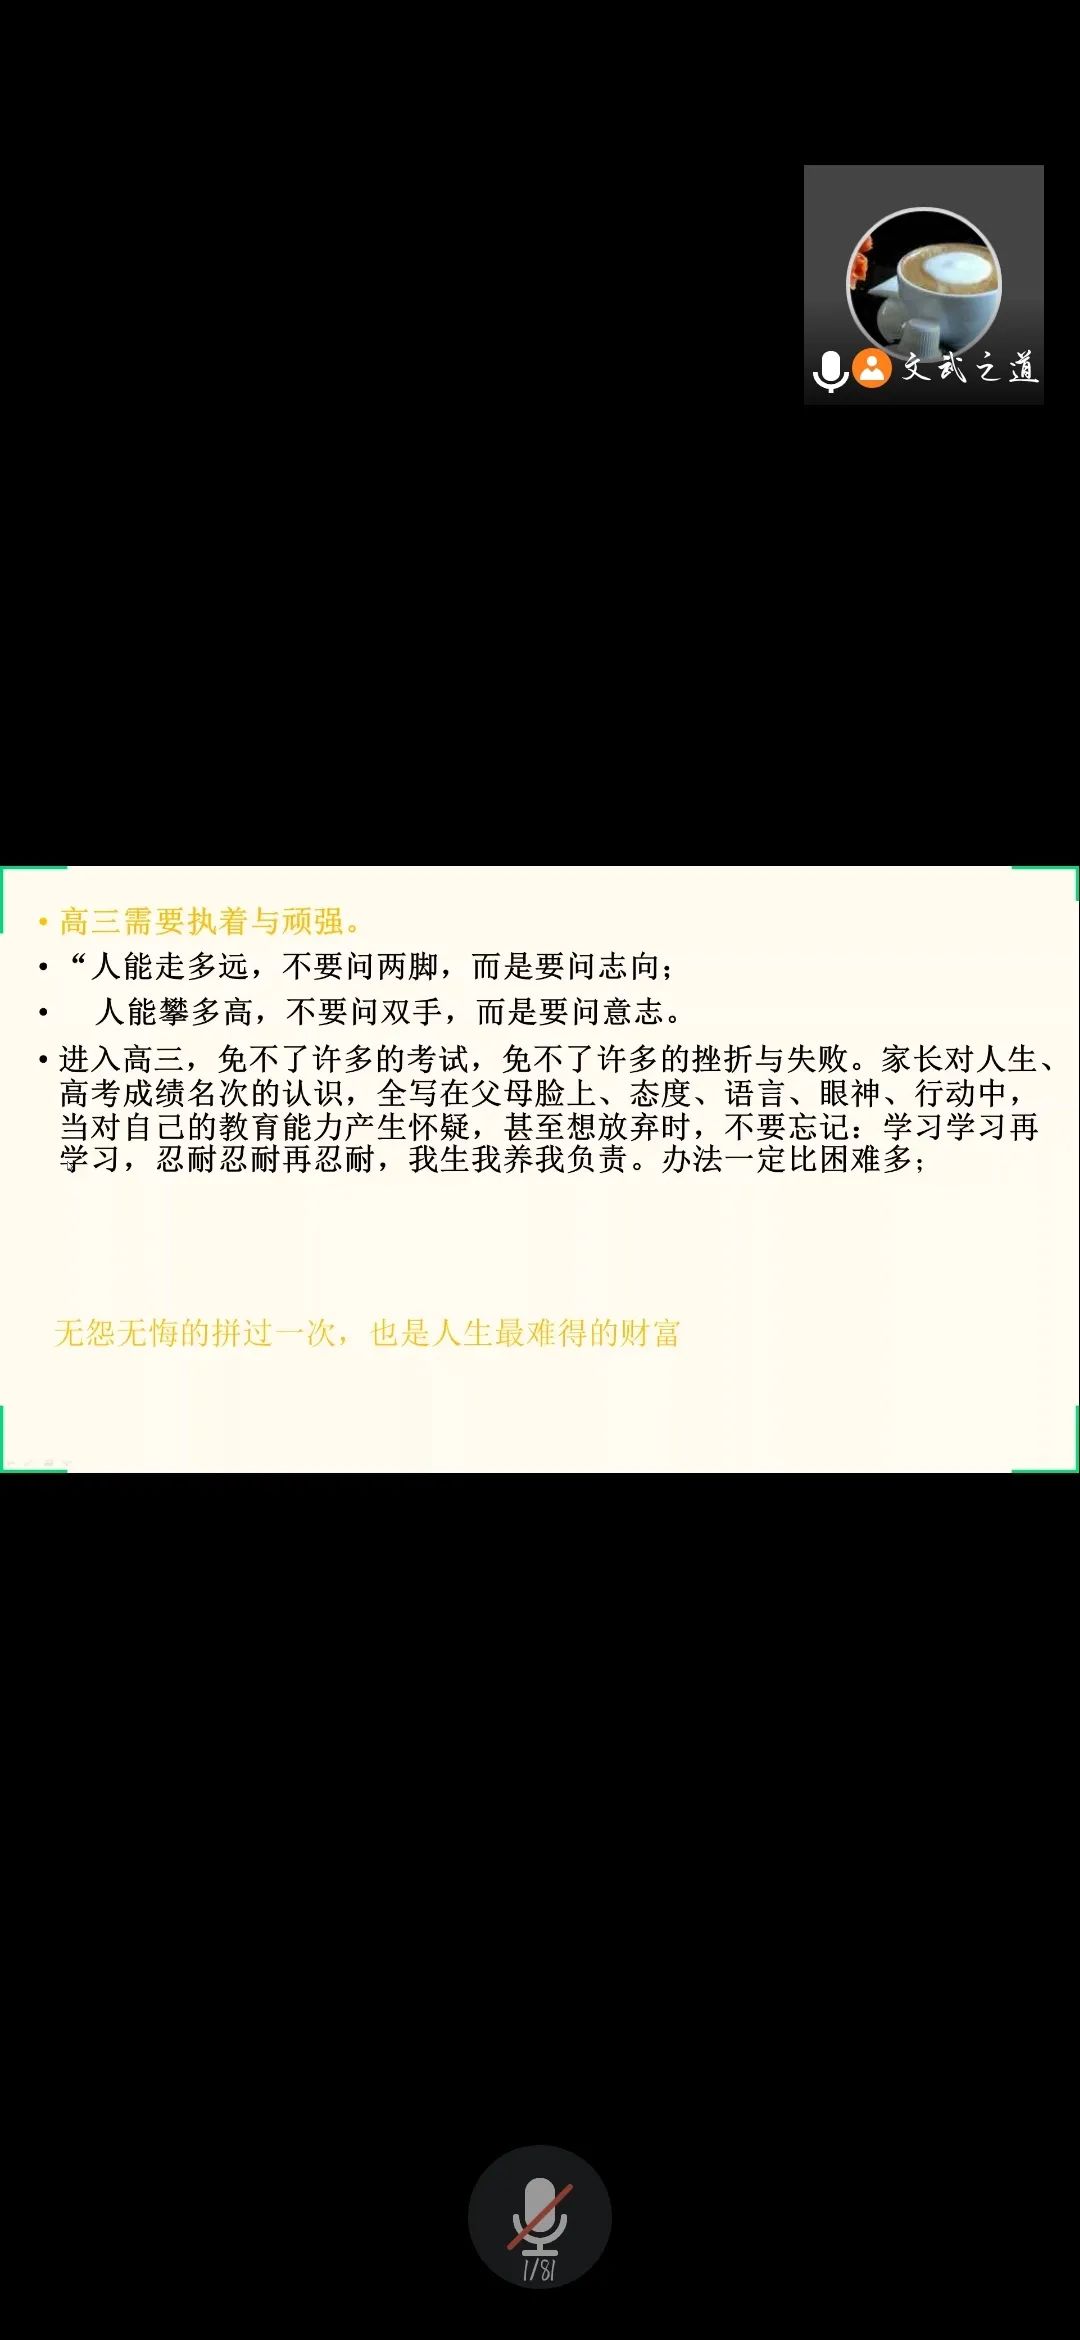 文武之道
• 高三需要执着与顽强。
• “人能走多远，不要问两脚，而是要问志向；
• 人能攀多高，不要问双手，而是要问意志。
• 进入高三，免不了许多的考试，免不了许多的挫折与失败。家长对人生、
高考成绩名次的认识，全写在父母脸上、态度、语言、眼神、行动中，
当对自己的教育能力产生怀疑，甚至想放弃时，不要忘记：学习学习再
学习，忍耐忍耐再忍耐，我生我养我负责。办法一定比困难多；
无怨无悔的拼过一次，也是人生最难得的财富
1/81